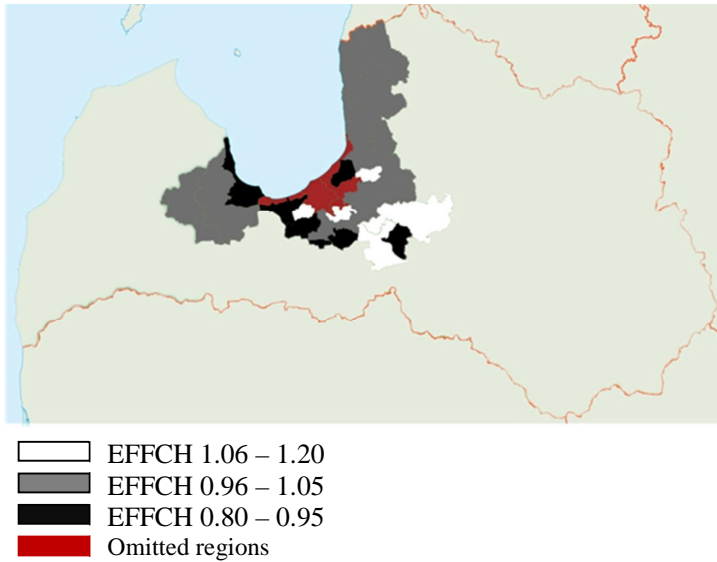 EFFCH 1.06 – 1.20
EFFCH 0.96 – 1.05
EFFCH 0.80 – 0.95
Omitted regions